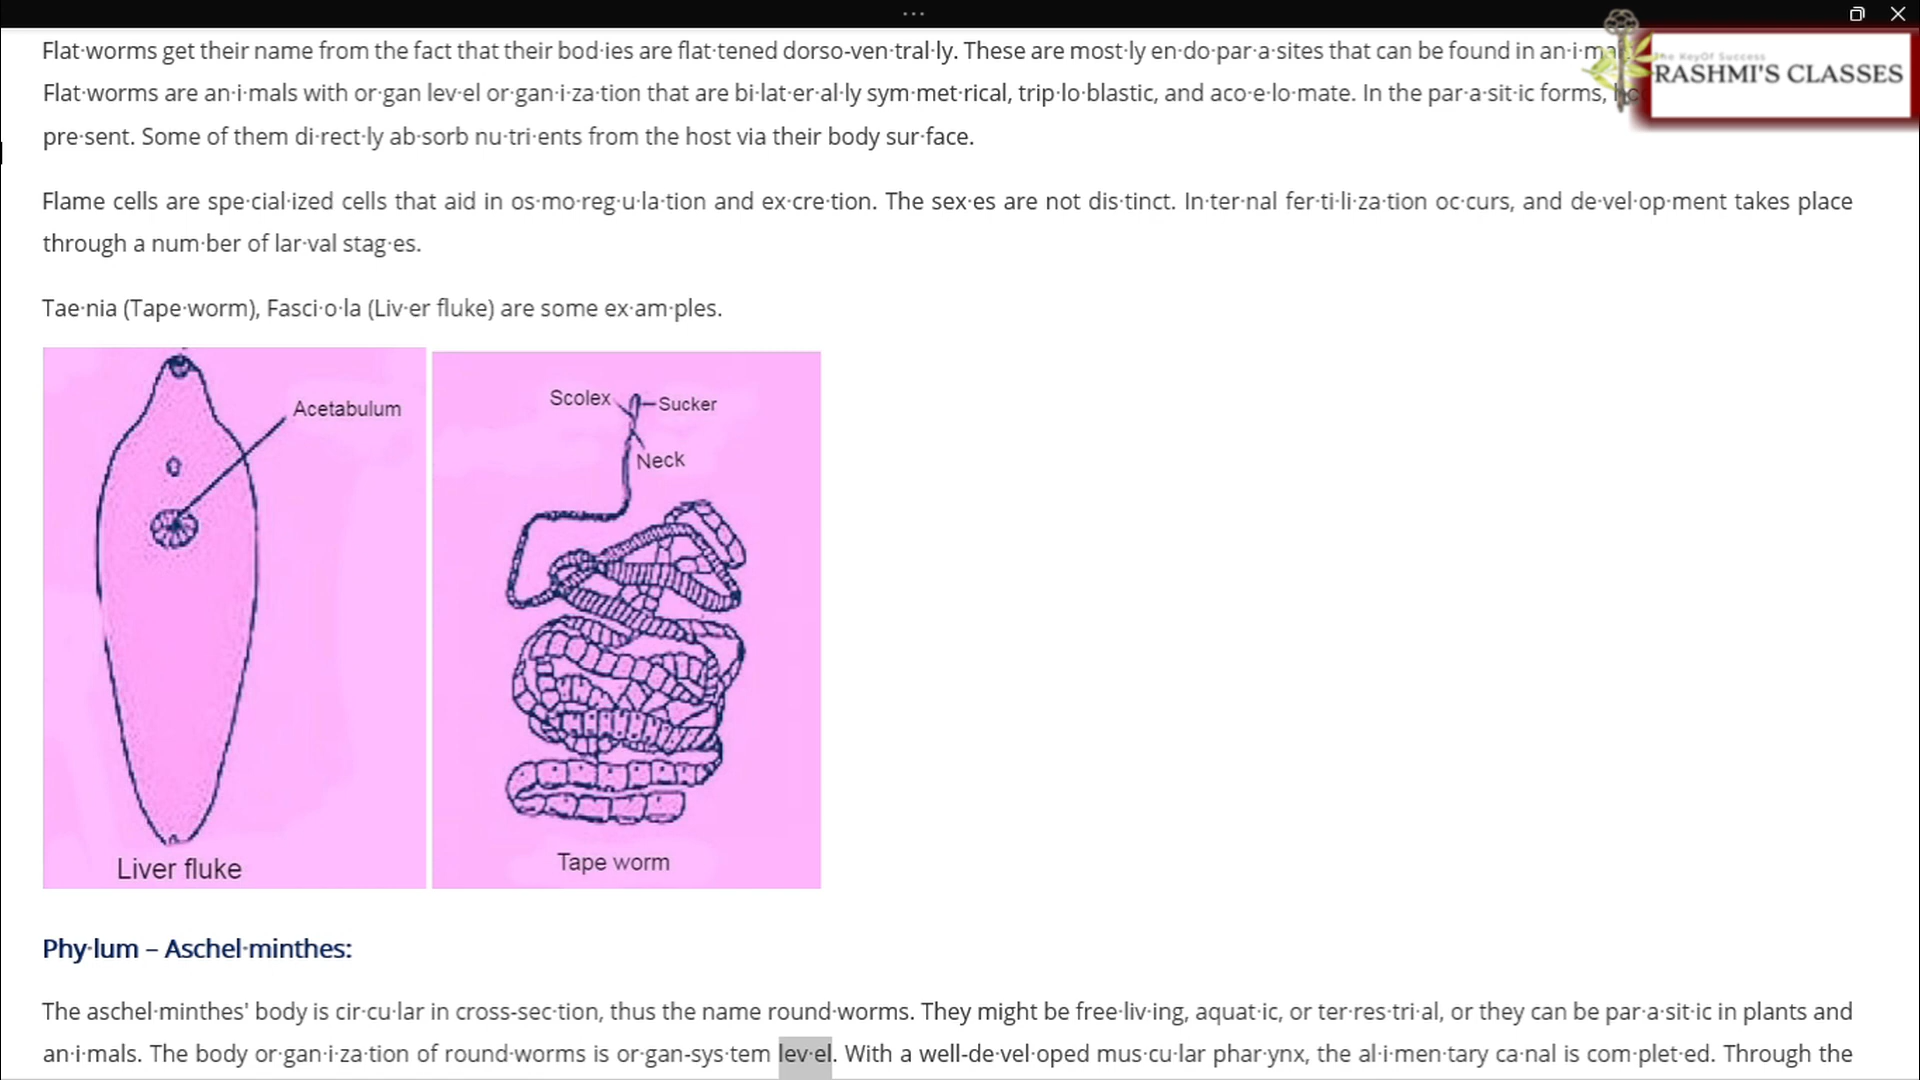 Flat·worms get their name from the fact that their bod·ies are flat·tened dorso-ven·tral·ly. These are most·ly en·do·par·a·sites that can be found in an·i·mal
The KeyOf Success
RASHMI'S CLASSES
Flat·worms are an·i·mals with or·gan lev·el or·gan·i·za·tion that are bi·lat·er·al·ly sym·met·rical, trip·lo·blastic, and aco·e·lo·mate. In the par·a·sit·ic forms,
pre·sent. Some of them di·rect·ly ab·sorb nu·tri·ents from the host via their body sur·face.
Flame cells are spe·cial·ized cells that aid in os·mo·reg·u·la·tion and ex·cre·tion. The sex·es are not dis·tinct. In·ter·nal fer·ti·li·za·tion oc·curs, and de·vel·op·ment takes place
through a num·ber of lar·val stag·es.
Tae·nia (Tape·worm), Fasci·o·la (Liv·er fluke) are some ex·am·ples.
Acetabulum
Liver fluke
Scolex
Sucker
Neck
Tape worm
Phy·lum – Aschel·minthes:
The aschel·minthes' body is cir·cu·lar in cross-sec·tion, thus the name round·worms. They might be free·liv·ing, aquat·ic, or ter·res·tri·al, or they can be par·a·sit·ic in plants and
an·i·mals. The body or·gan·i·za·tion of round·worms is or·gan-sys·tem lev·el. With a well-de·vel·oped mus·cu·lar phar·ynx, the al·i·men·tary ca·nal is com·plet·ed. Through the